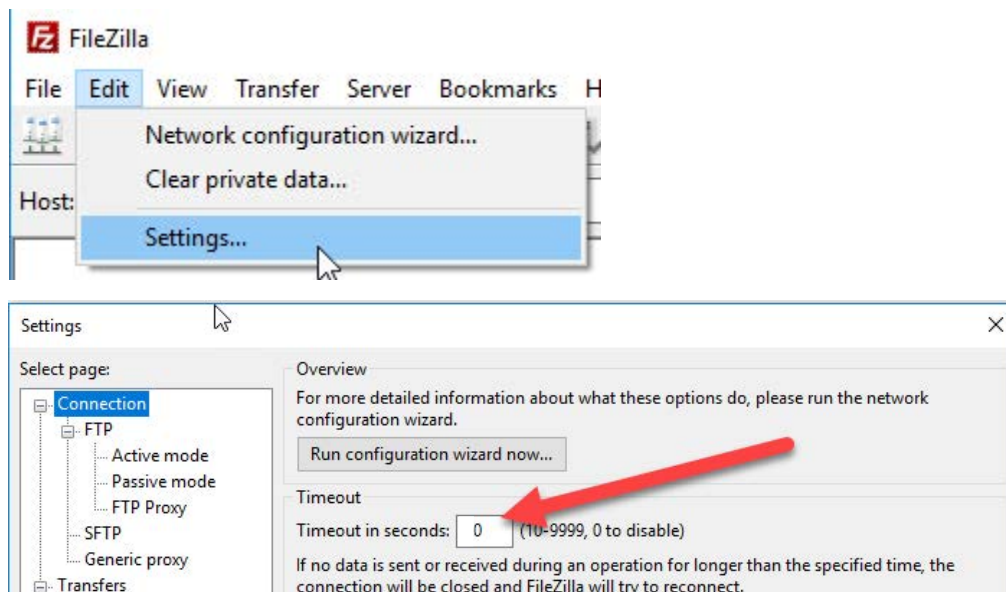 FileZilla
File Edit View Transfer Server Bookmarks H
Network configuration wizard...
Clear private data...
Host:
Settings...
Settings
Select page:
Connection
FTP
Active mode
Passive mode
FTP Proxy
SFTP
Generic proxy
Transfers
Overview
For more detailed information about what these options do, please run the network
configuration wizard.
Run configuration wizard now...
Timeout
Timeout in seconds: 0 (10-9999, 0 to disable)
If no data is sent or received during an operation for longer than the specified time, the
connection will be closed and FileZilla will try to reconnect.